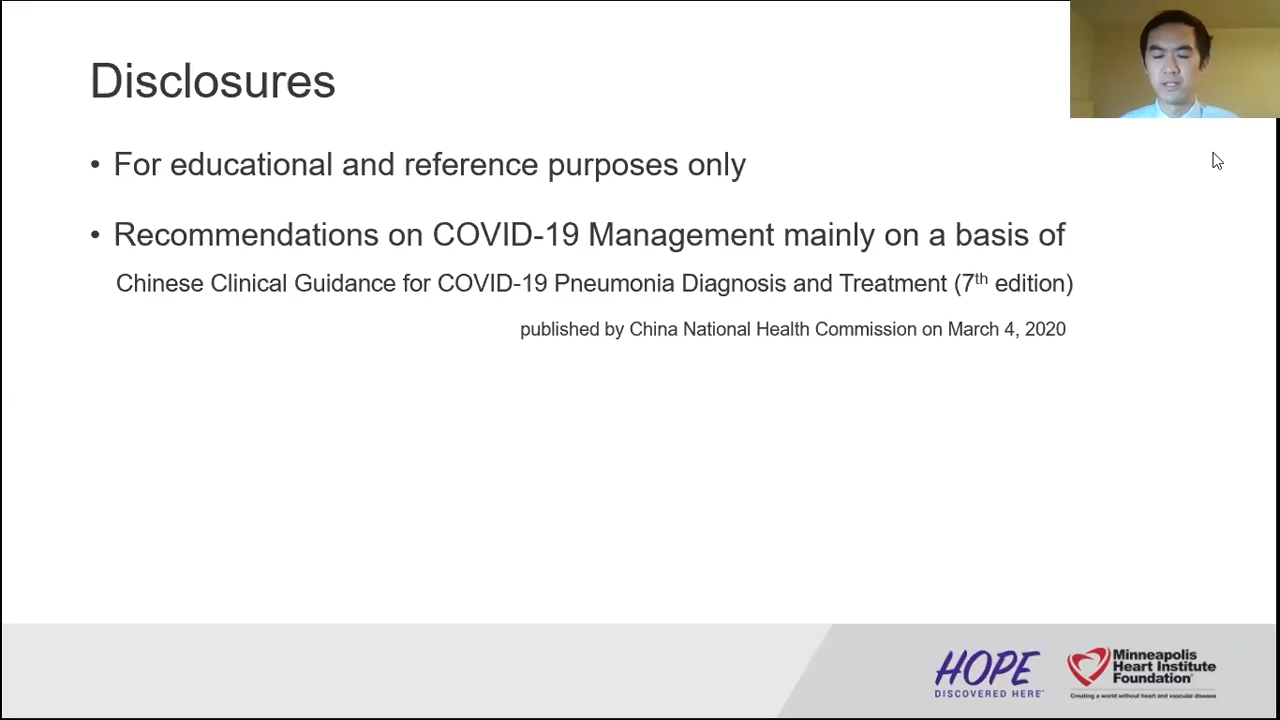 Disclosures
• For educational and reference purposes only
• Recommendations on COVID-19 Management mainly on a basis of
Chinese Clinical Guidance for COVID-19 Pneumonia Diagnosis and Treatment (7th edition)
published by China National Health Commission on March 4, 2020
HOPE
DISCOVERED HERE™
Minneapolis
Heart Institute
Foundation®
Creating a world without heart and vascular disease